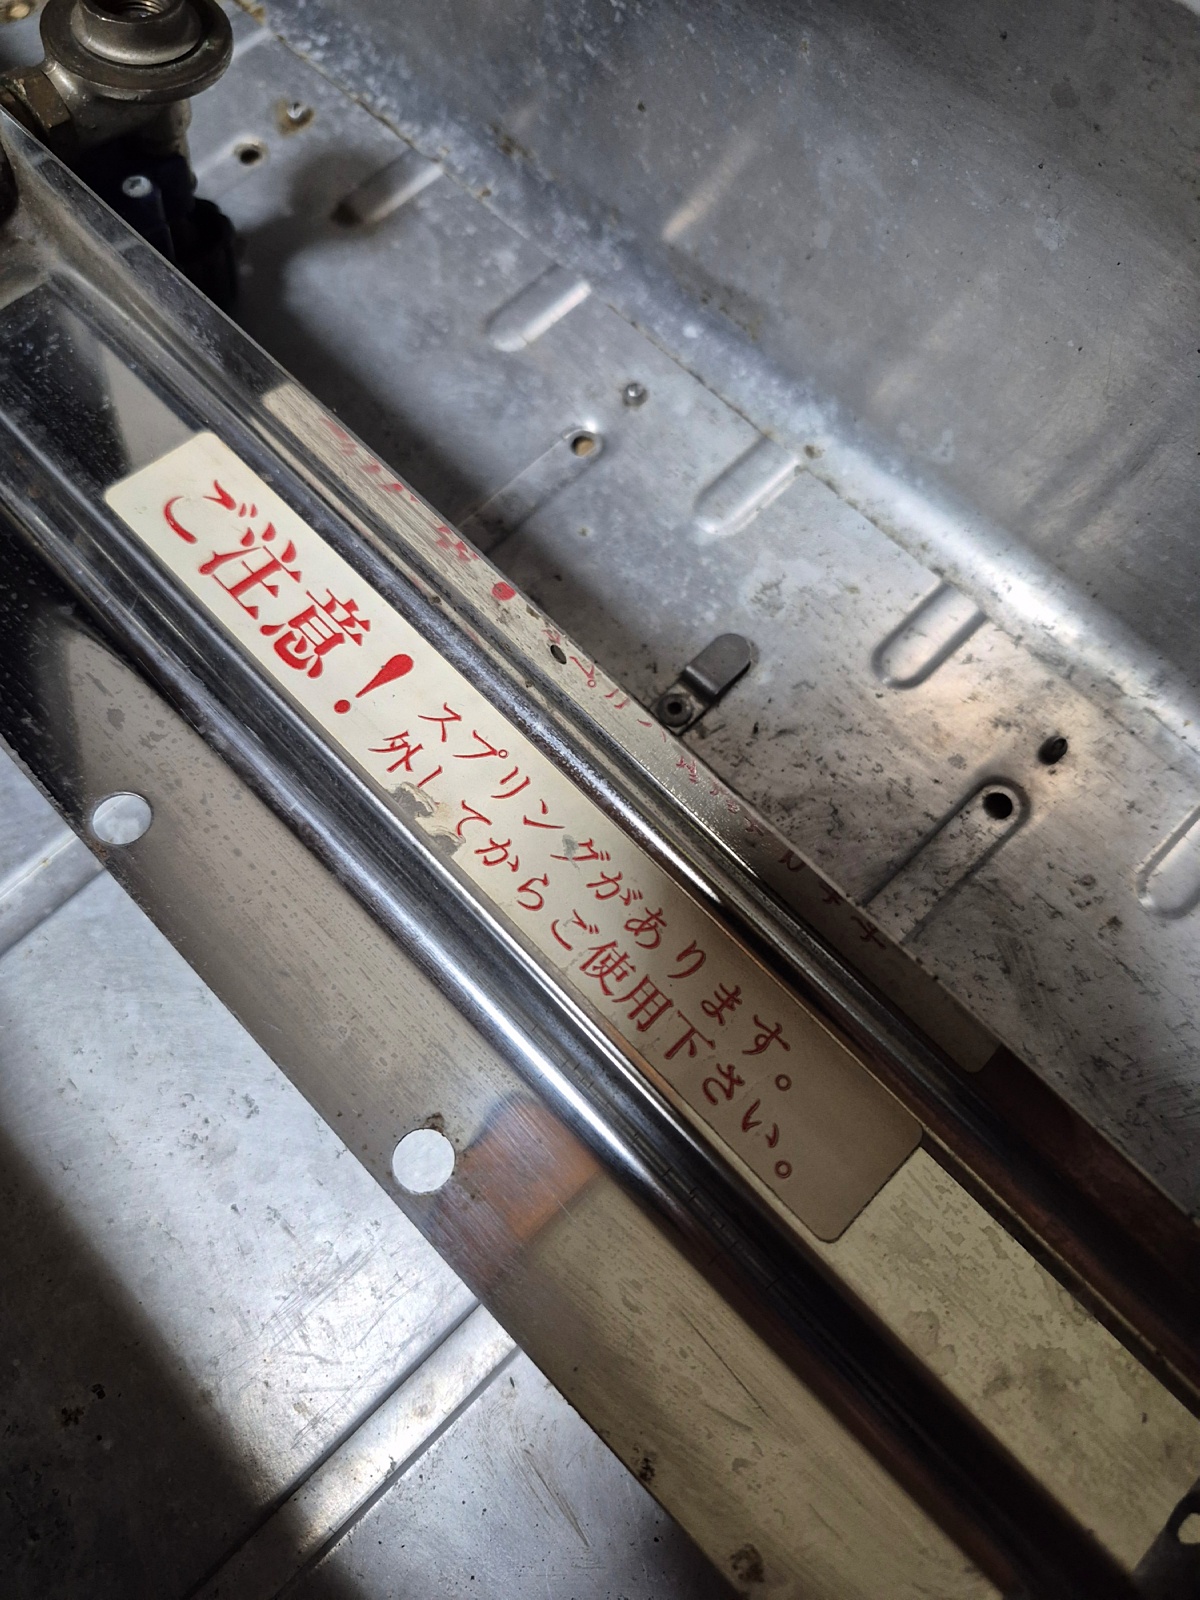 ご注意!
スプリングがあります。
外してからご使用下さい。